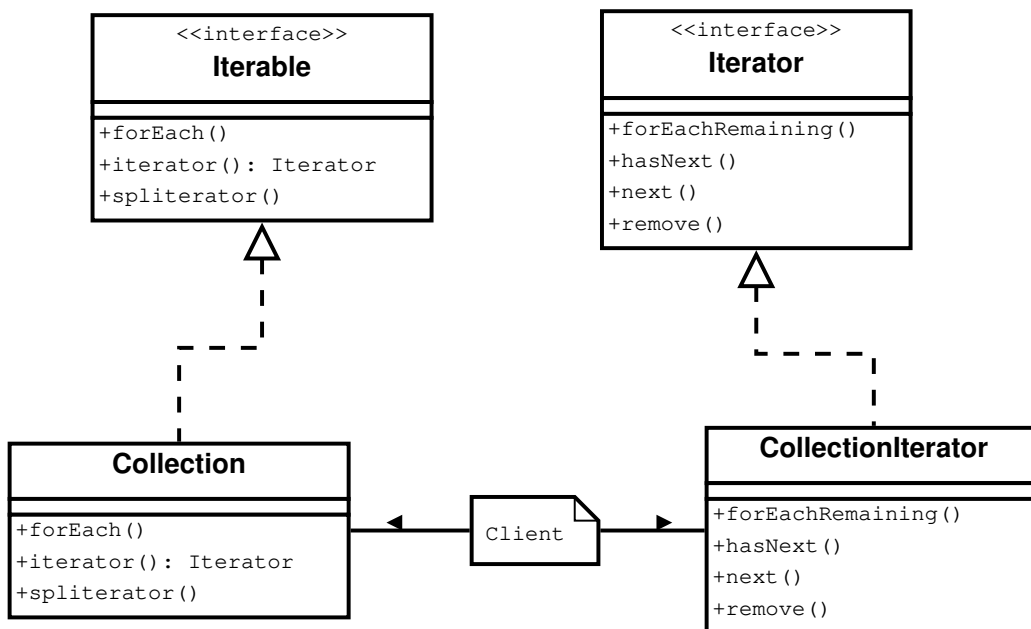 <<interface>>
Iterable
+forEach()
+iterator(): Iterator
+spliterator()
<<interface>>
Iterator
+forEachRemaining()
+hasNext()
+next()
+remove()
Collection
+forEach()
+iterator(): Iterator
+spliterator()
Client
CollectionIterator
+forEachRemaining()
+hasNext()
+next()
+remove()